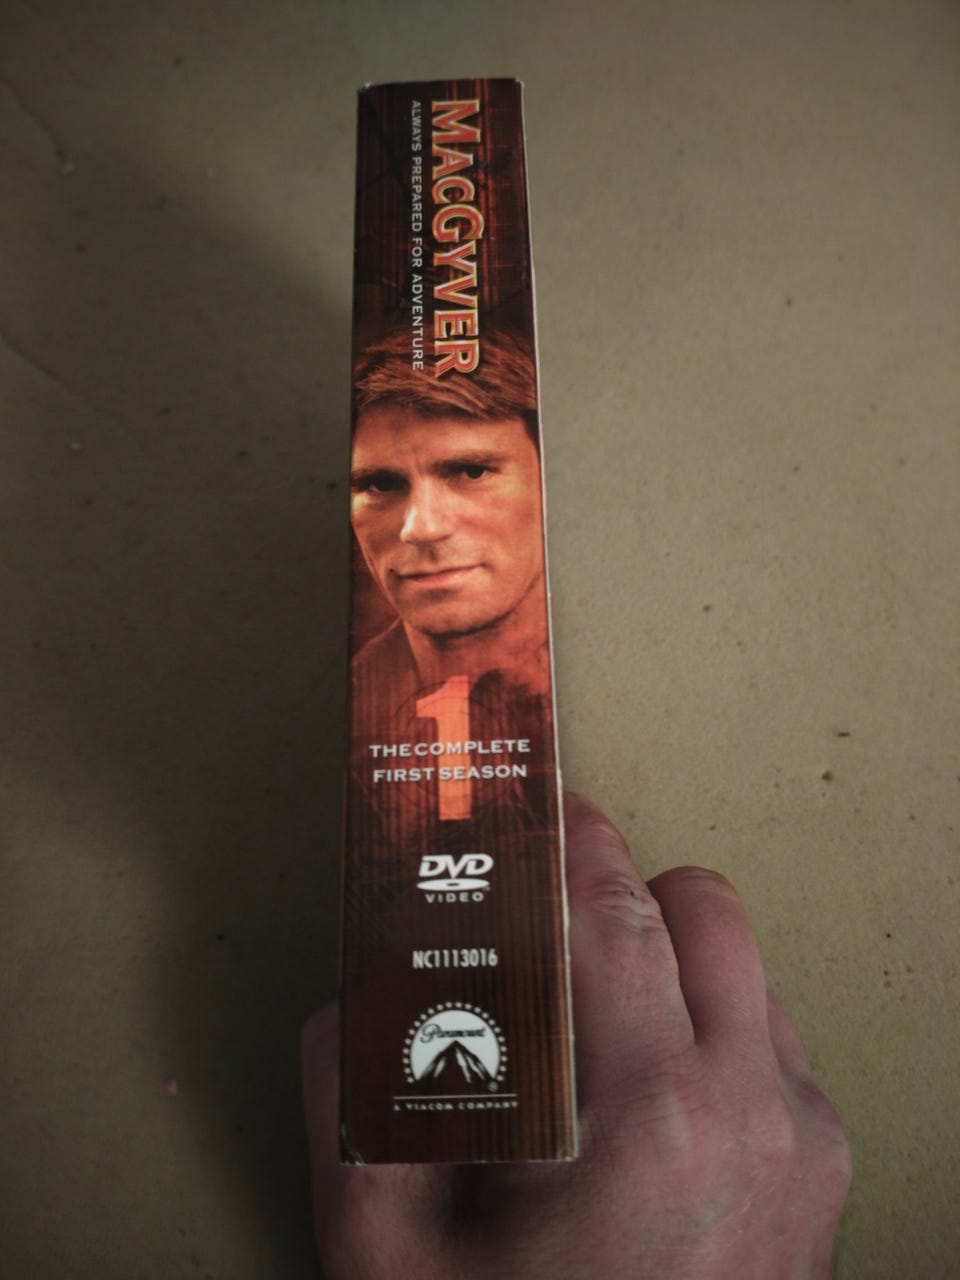 MACGYVER
ALWAYS PREPARED FOR ADVENTURE
1
THE COMPLETE
FIRST SEASON
DVD
VIDEO
NC1113016
Paramount
®
A VIACOM COMPANY